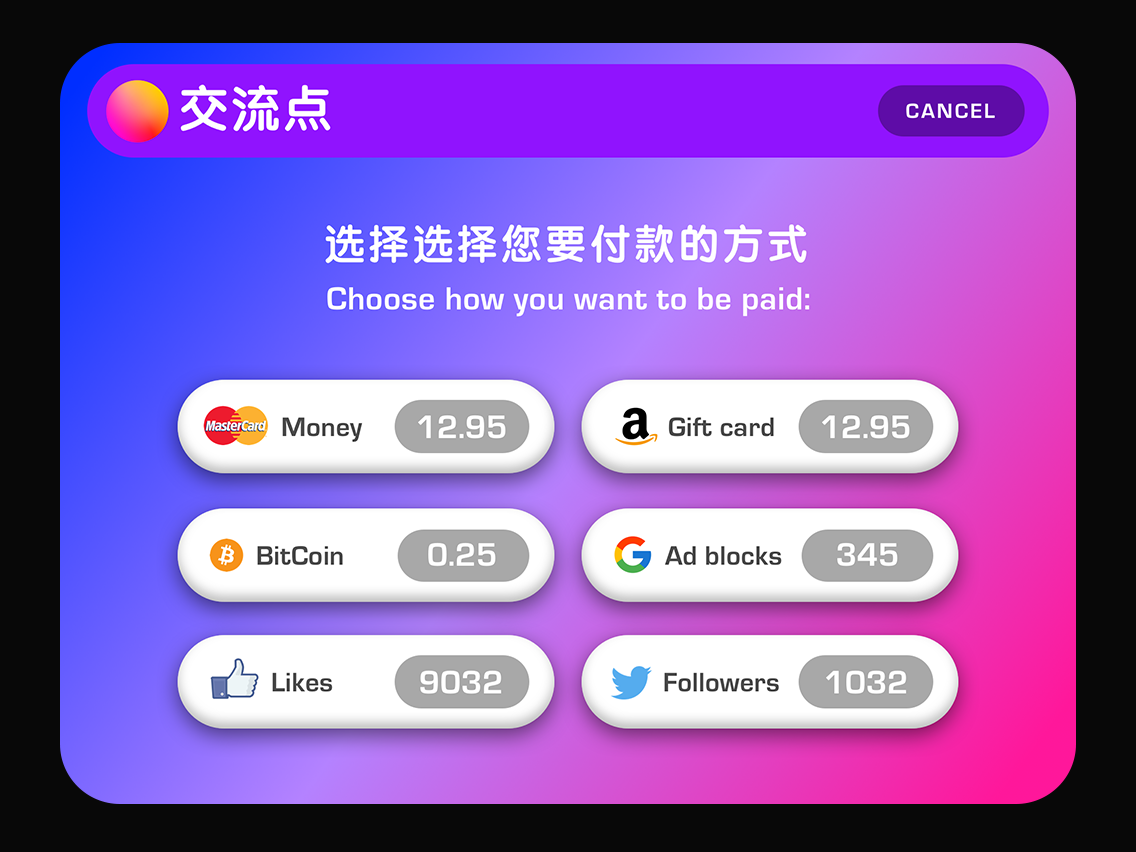 交流点
CANCEL
选择选择您要付款的方式
Choose how you want to be paid:
MasterCard Money 12.95
a Gift card 12.95
BitCoin 0.25
G Ad blocks 345
Likes 9032
Followers 1032